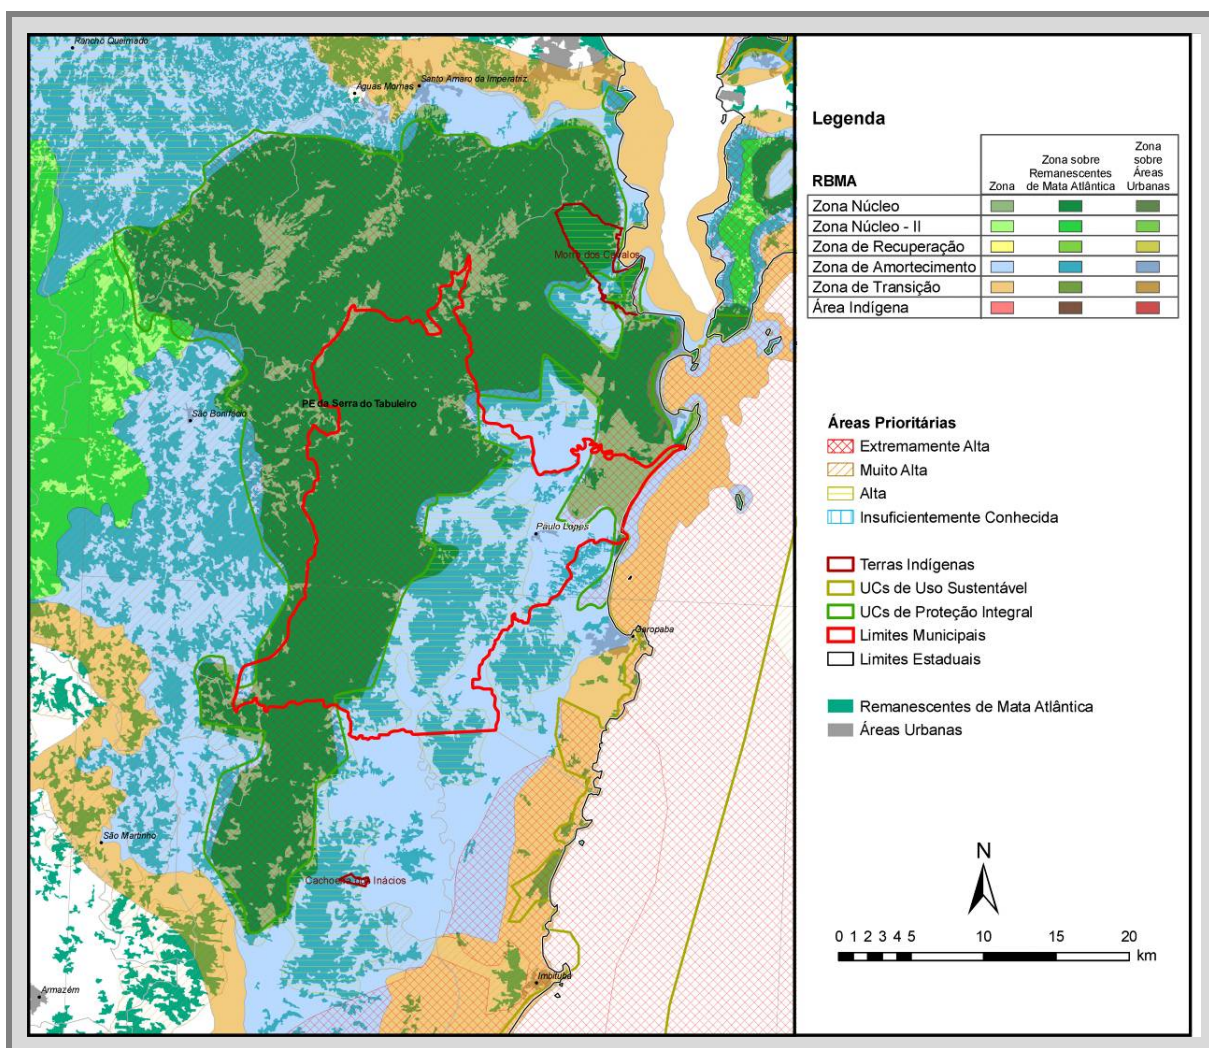 Rancho Queimado
Águas Mornas
Santo Amaro da Imperatriz
Morro dos Cavalos
PE da Serra do Tabuleiro
São Bonifácio
Paulo Lopes
Garopaba
São Martinho
Cachoeira dos Inácios
Imbituba
Armazém
Legenda
RBMA
Zona
Zona sobre
Remanescentes
de Mata Atlântica
Zona
sobre
Áreas
Urbanas
Zona Núcleo
Zona Núcleo - II
Zona de Recuperação
Zona de Amortecimento
Zona de Transição
Área Indígena
Áreas Prioritárias
Extremamente Alta
Muito Alta
Alta
Insuficientemente Conhecida
Terras Indígenas
UCs de Uso Sustentável
UCs de Proteção Integral
Limites Municipais
Limites Estaduais
Remanescentes de Mata Atlântica
Áreas Urbanas
N
0 1 2 3 4 5 10 15 20
km